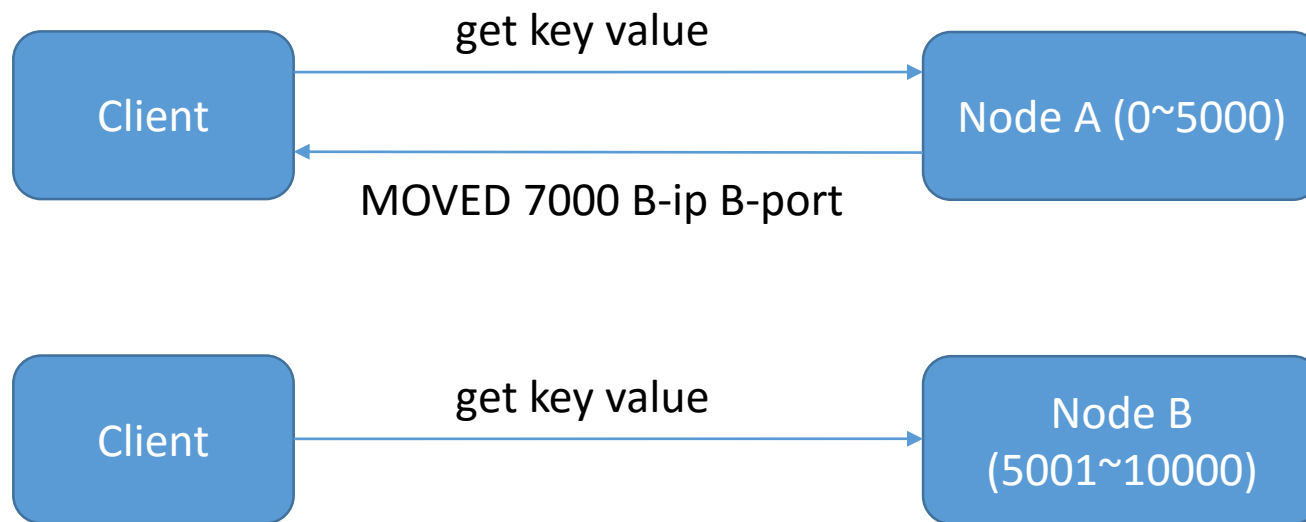 get key value
Client
Node A (0~5000)
MOVED 7000 B-ip B-port
get key value
Client
Node B
(5001~10000)